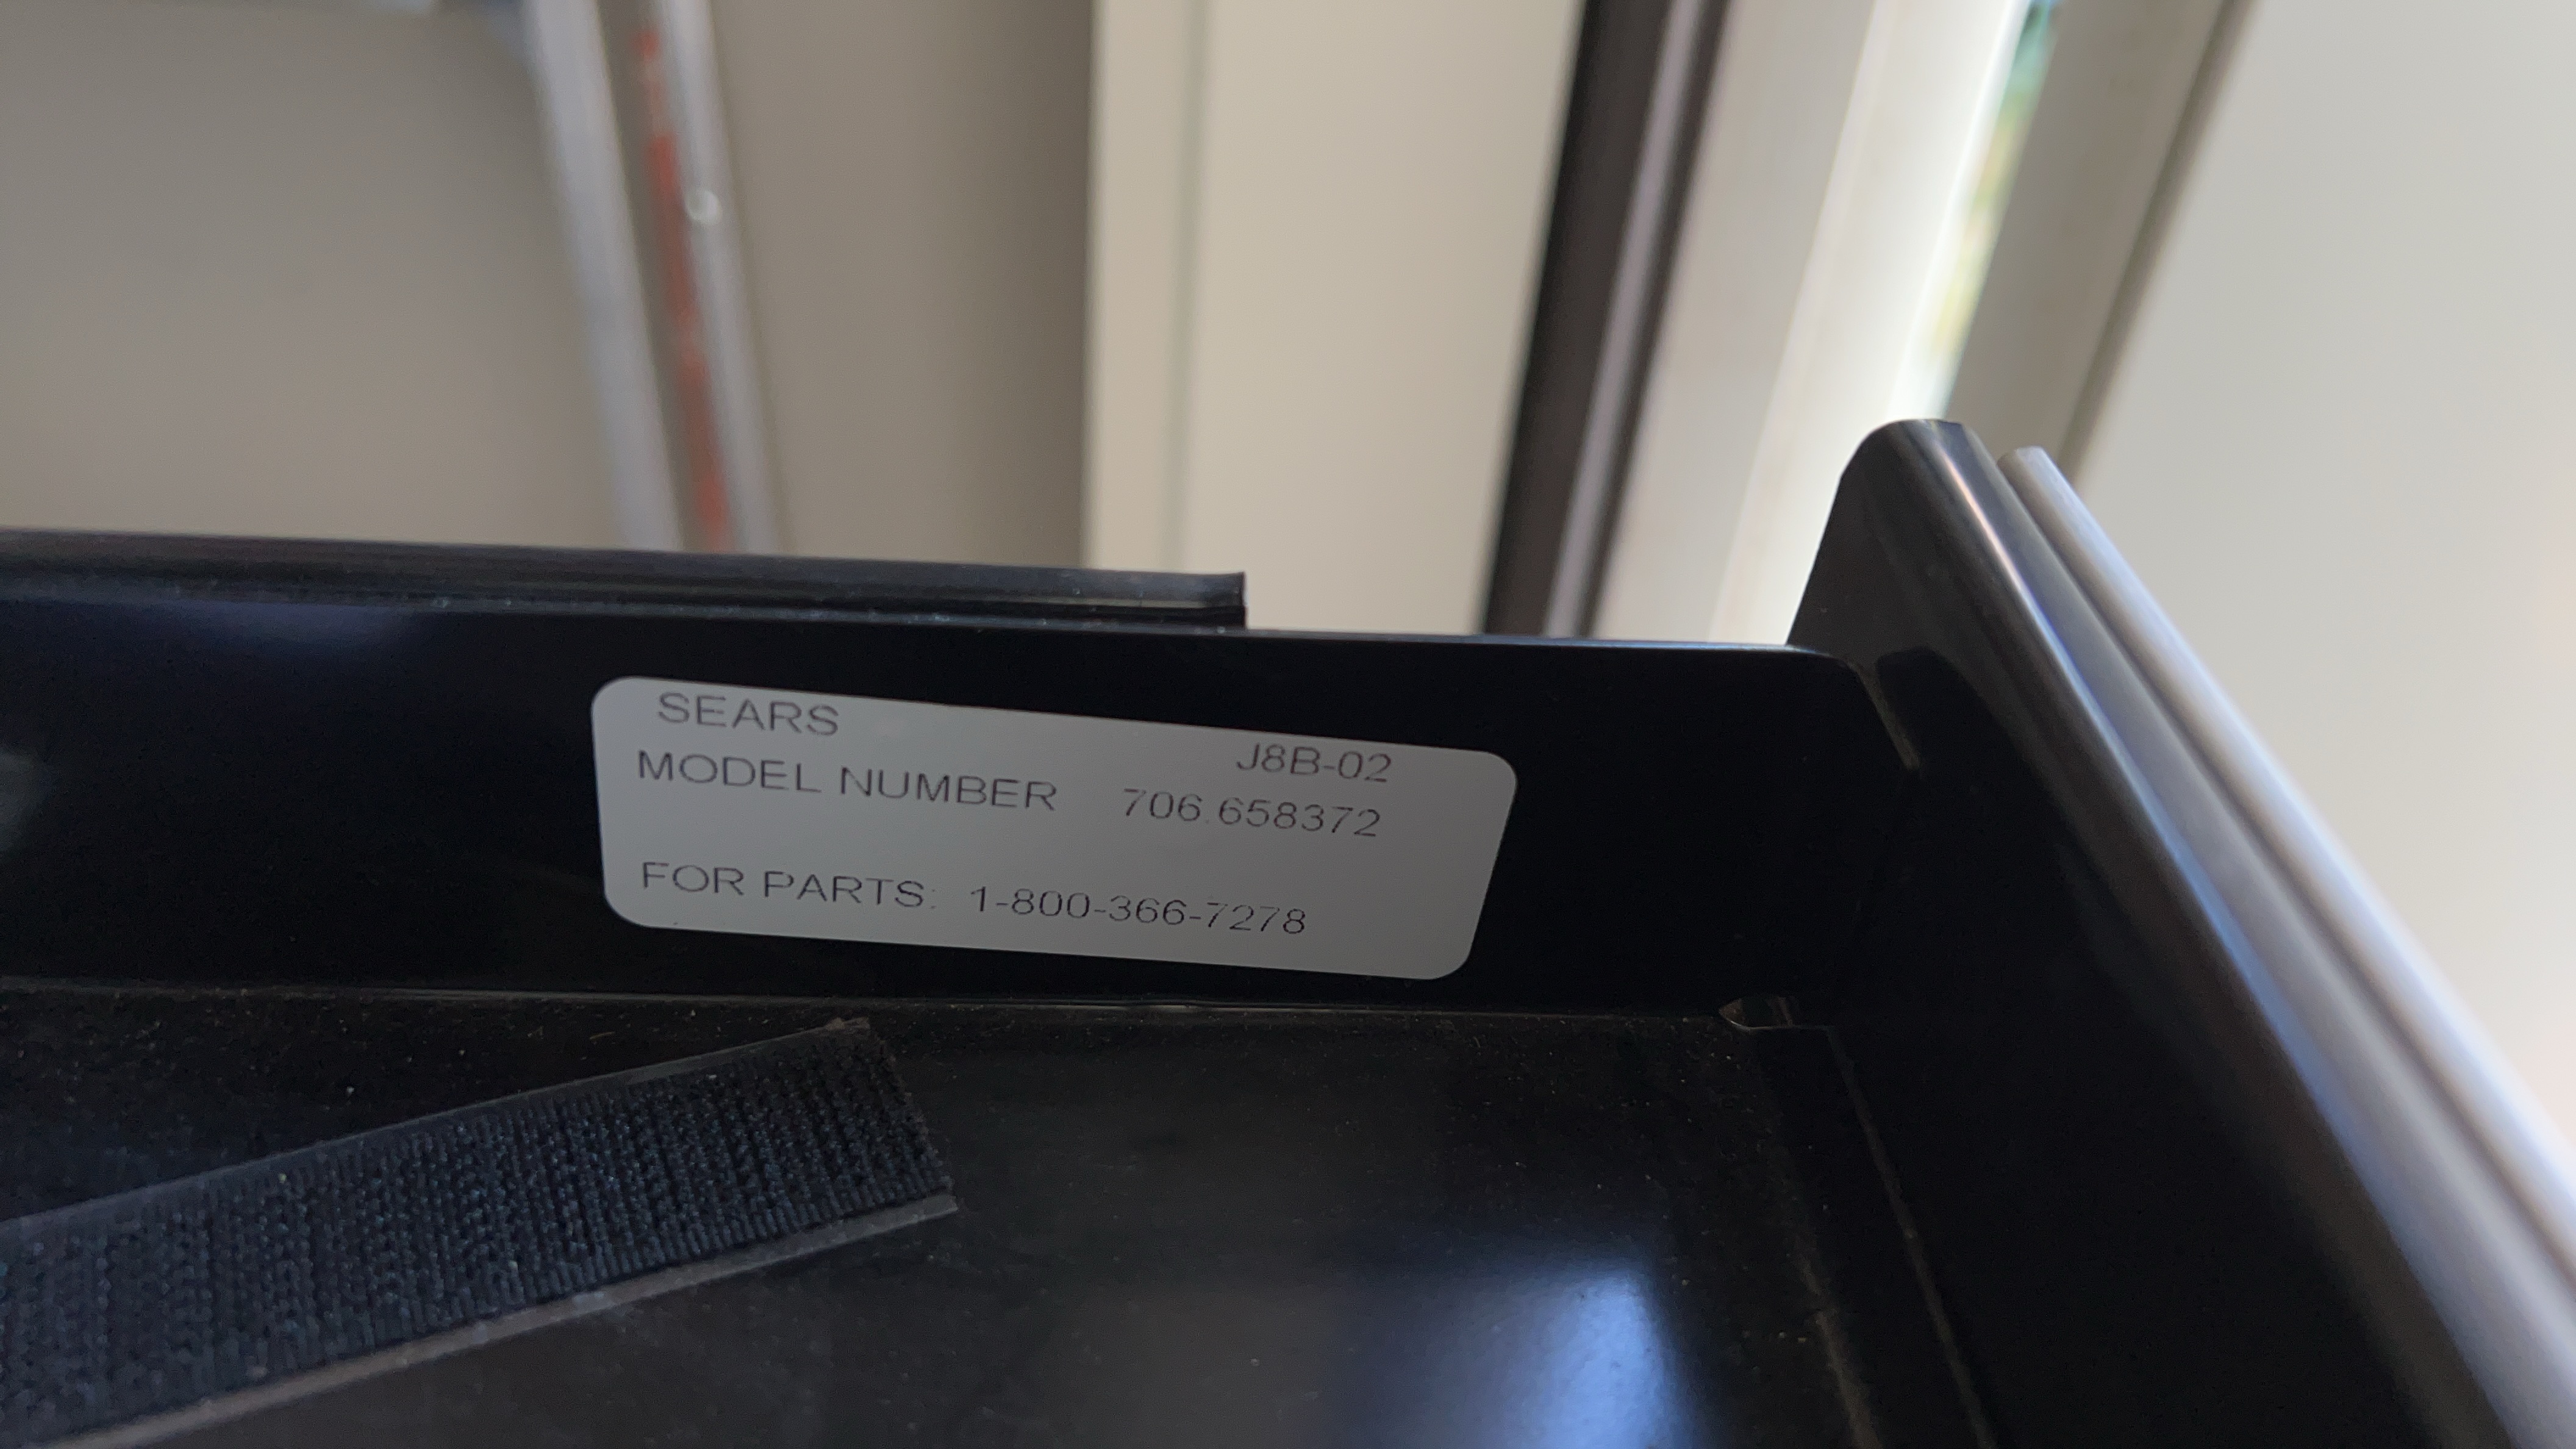 SEARS
J8B-02
MODEL NUMBER 706.658372
FOR PARTS: 1-800-366-7278